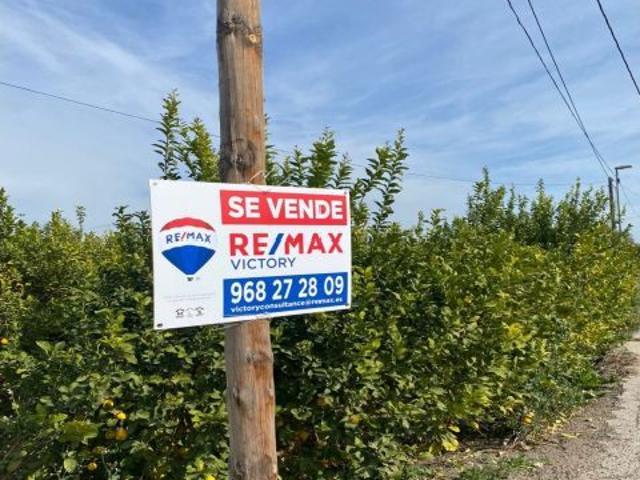 SE VENDE
RE/MAX
RE/MAX
VICTORY
968 27 28 09
victoryconsultance@remax.es